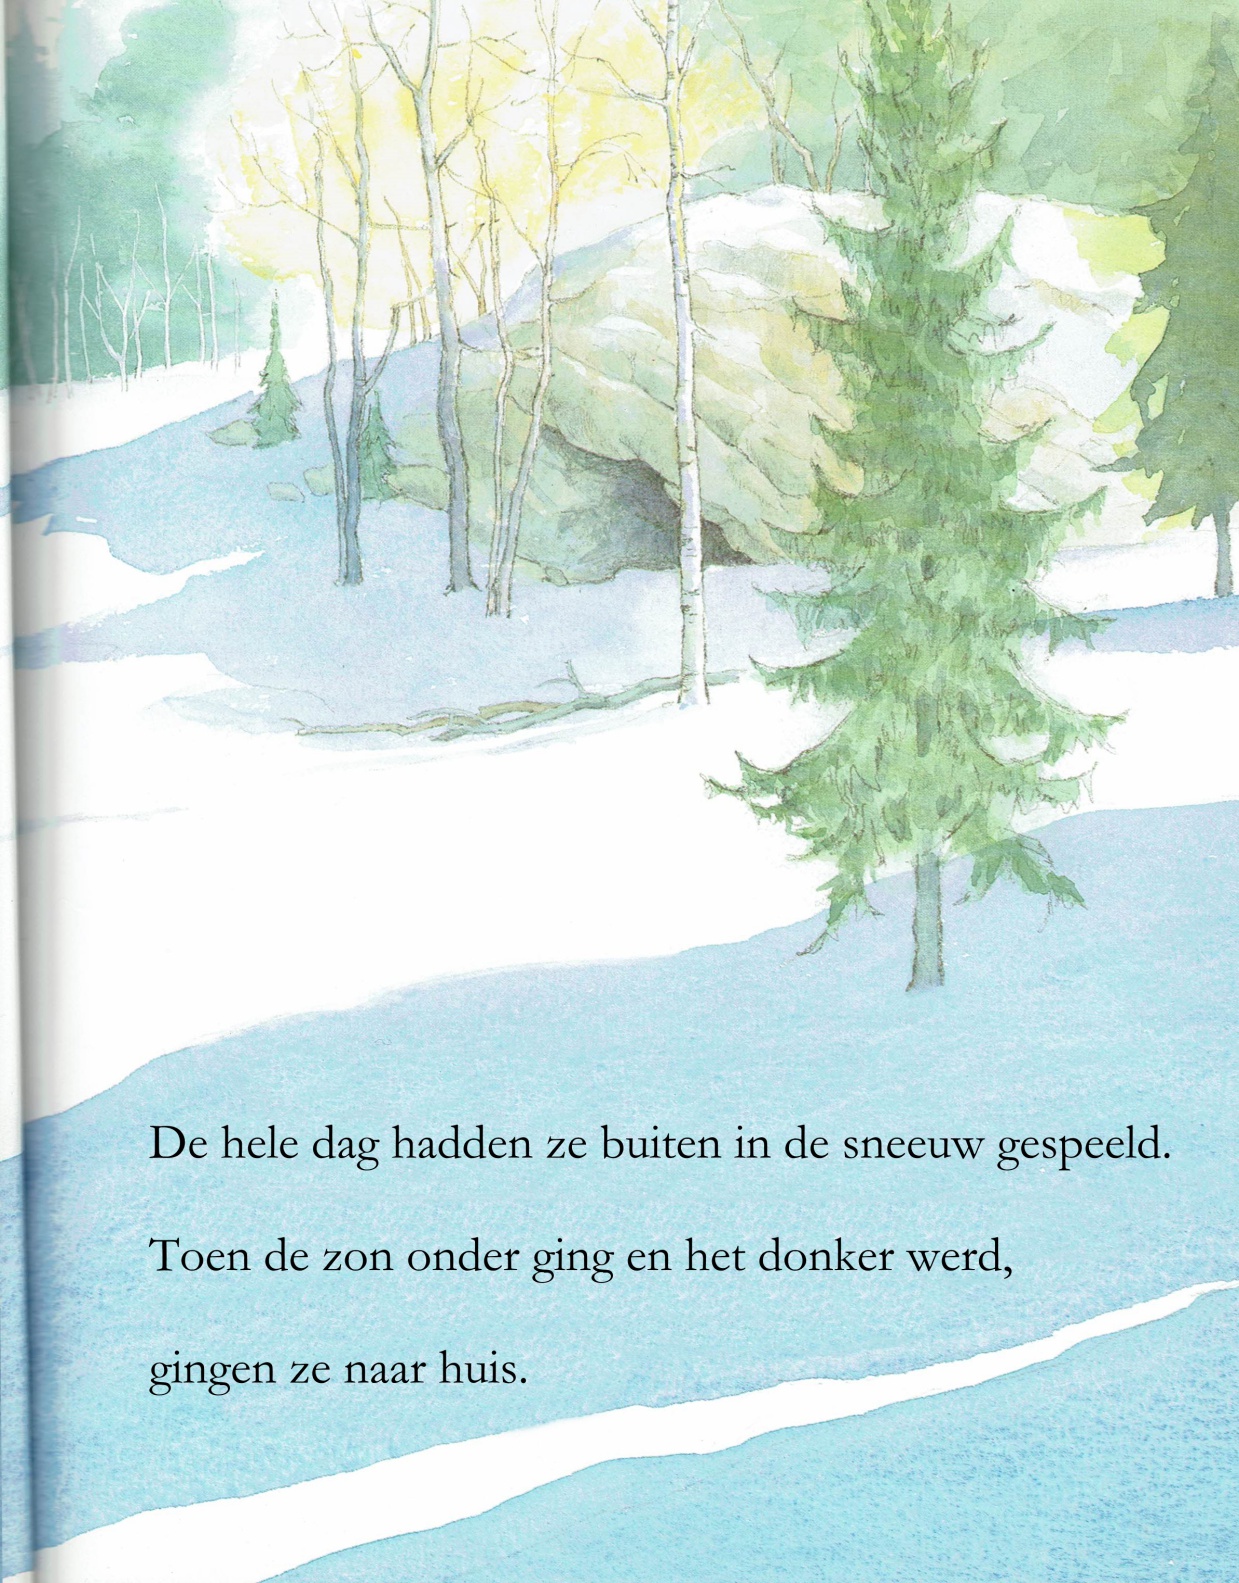 De hele dag hadden ze buiten in de sneeuw gespeeld.
Toen de zon onder ging en het donker werd,
gingen ze naar huis.